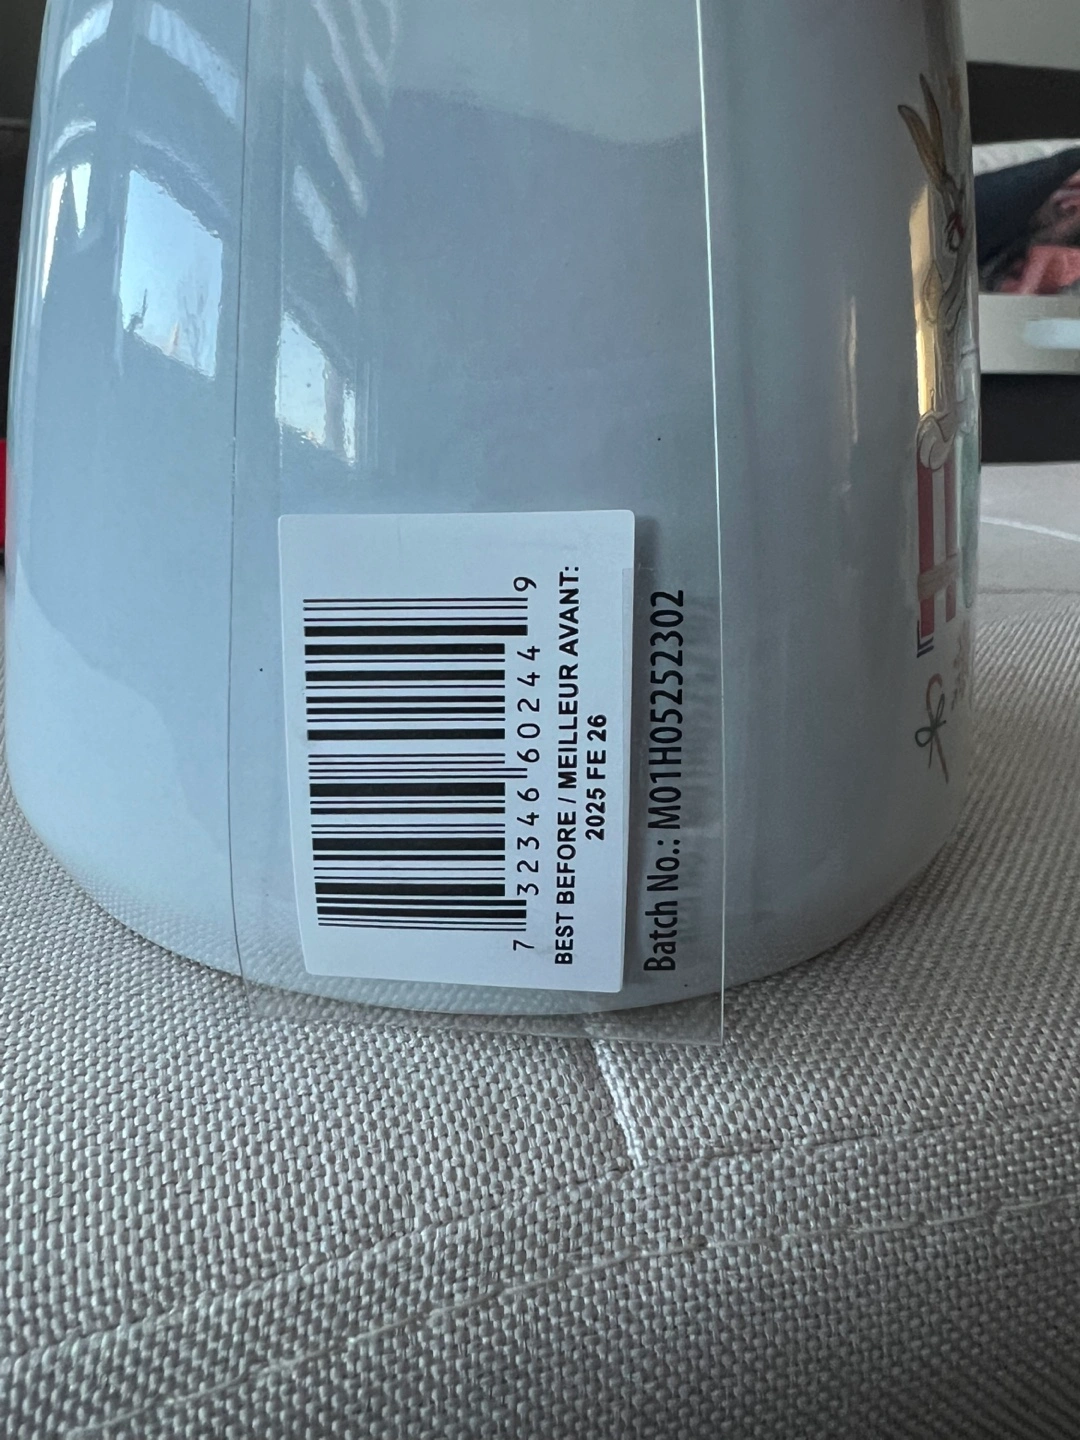 7 32346 60244 9
BEST BEFORE / MEILLEUR AVANT:
2025 FE 26
Batch No.: M01H05252302